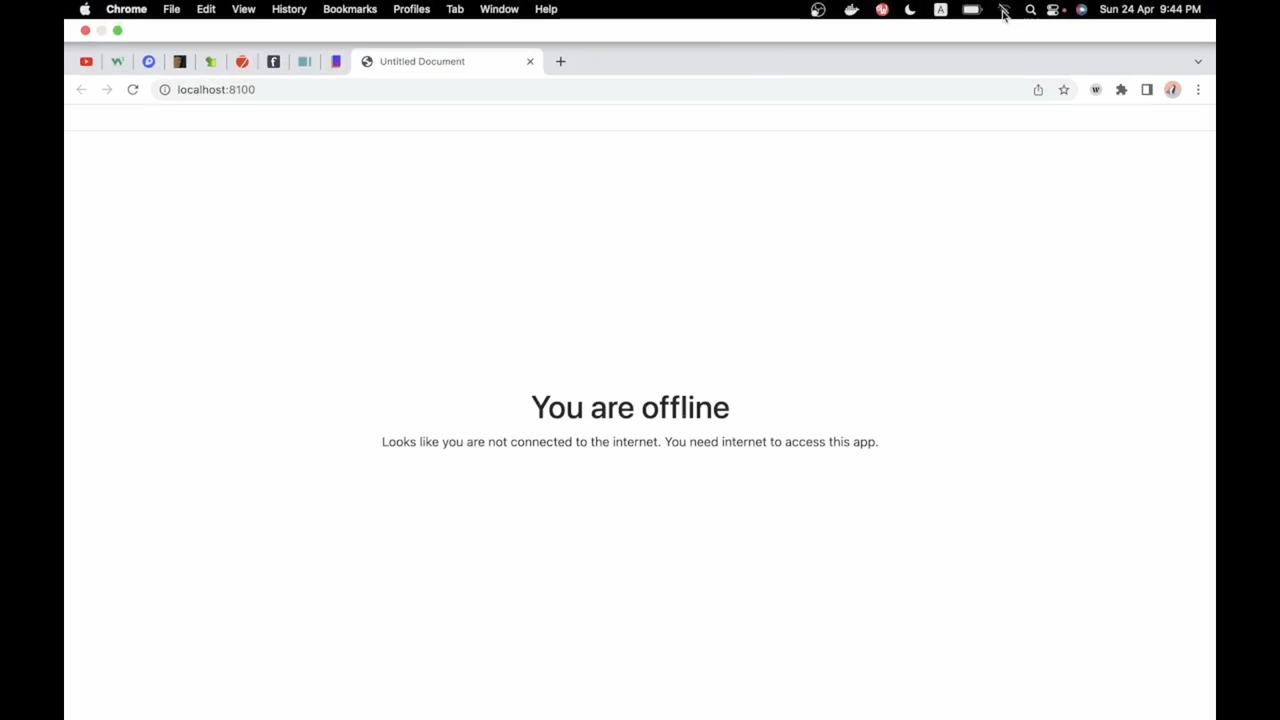 Chrome File Edit View History Bookmarks Profiles Tab Window Help A Sun 24 Apr 9:44 PM
Untitled Document
localhost:8100
You are offline
Looks like you are not connected to the internet. You need internet to access this app.